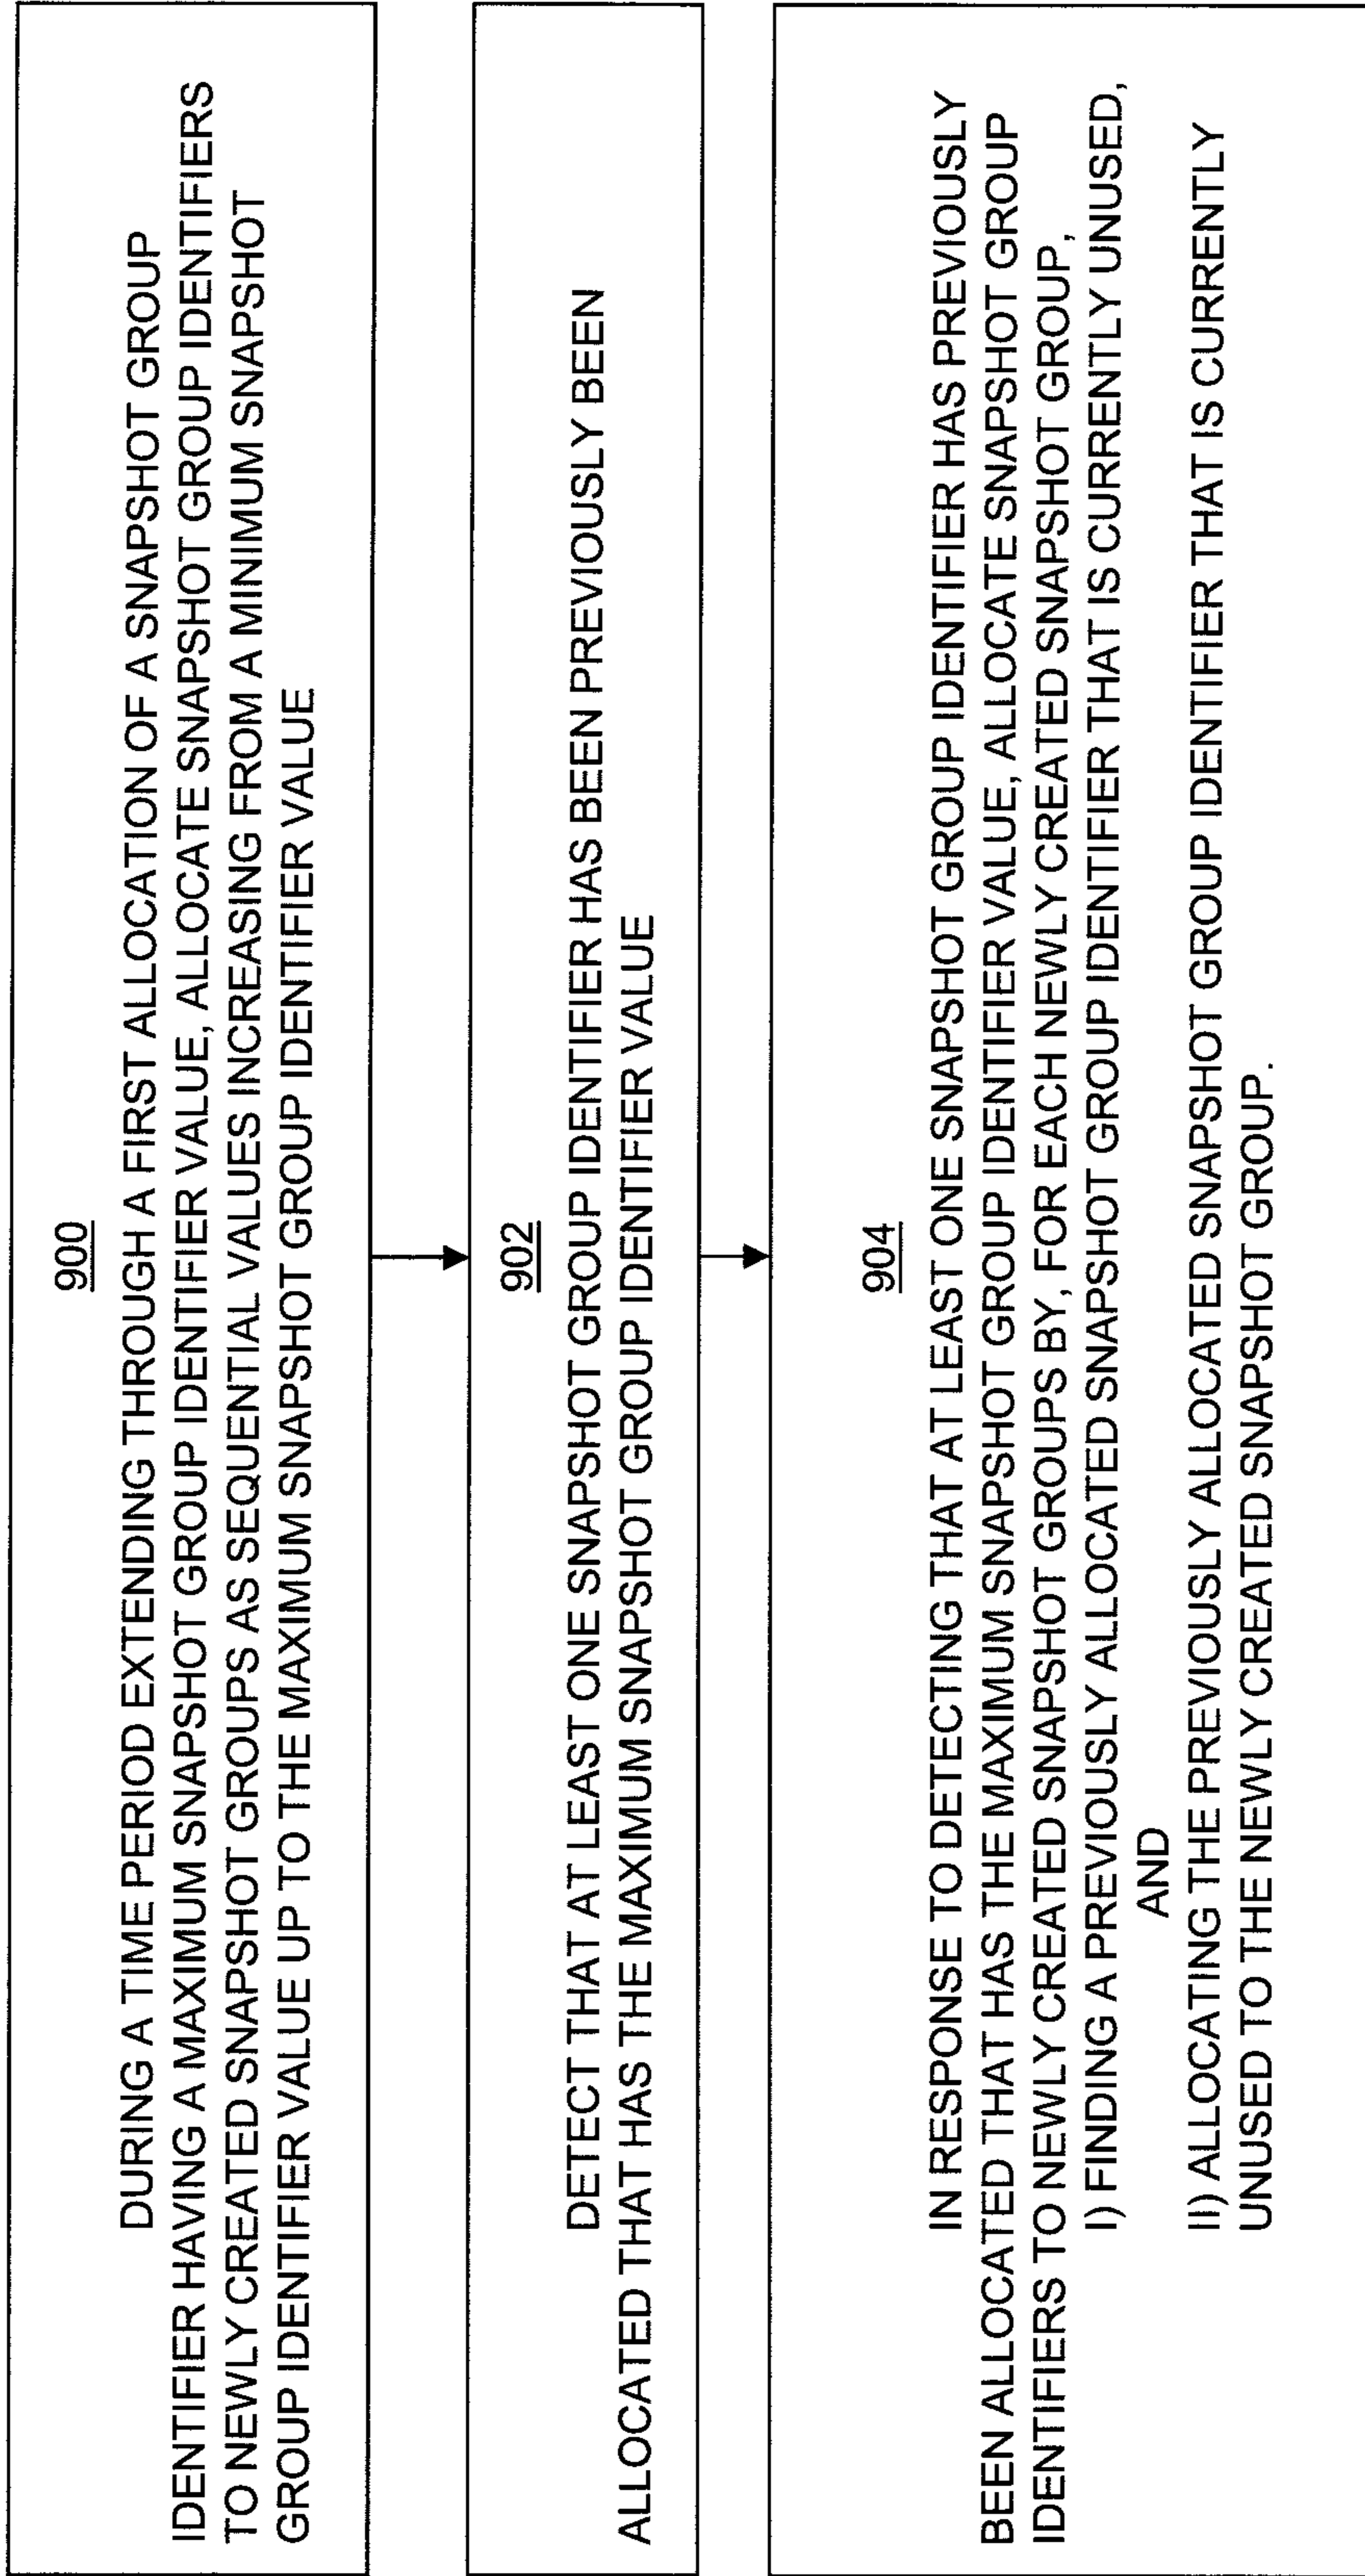 900
DURING A TIME PERIOD EXTENDING THROUGH A FIRST ALLOCATION OF A SNAPSHOT GROUP
IDENTIFIER HAVING A MAXIMUM SNAPSHOT GROUP IDENTIFIER VALUE, ALLOCATE SNAPSHOT GROUP IDENTIFIERS
TO NEWLY CREATED SNAPSHOT GROUPS AS SEQUENTIAL VALUES INCREASING FROM A MINIMUM SNAPSHOT
GROUP IDENTIFIER VALUE UP TO THE MAXIMUM SNAPSHOT GROUP IDENTIFIER VALUE
902
DETECT THAT AT LEAST ONE SNAPSHOT GROUP IDENTIFIER HAS BEEN PREVIOUSLY BEEN
ALLOCATED THAT HAS THE MAXIMUM SNAPSHOT GROUP IDENTIFIER VALUE
904
IN RESPONSE TO DETECTING THAT AT LEAST ONE SNAPSHOT GROUP IDENTIFIER HAS PREVIOUSLY
BEEN ALLOCATED THAT HAS THE MAXIMUM SNAPSHOT GROUP IDENTIFIER VALUE, ALLOCATE SNAPSHOT GROUP
IDENTIFIERS TO NEWLY CREATED SNAPSHOT GROUPS BY, FOR EACH NEWLY CREATED SNAPSHOT GROUP,
I) FINDING A PREVIOUSLY ALLOCATED SNAPSHOT GROUP IDENTIFIER THAT IS CURRENTLY UNUSED,
AND
II) ALLOCATING THE PREVIOUSLY ALLOCATED SNAPSHOT GROUP IDENTIFIER THAT IS CURRENTLY
UNUSED TO THE NEWLY CREATED SNAPSHOT GROUP.